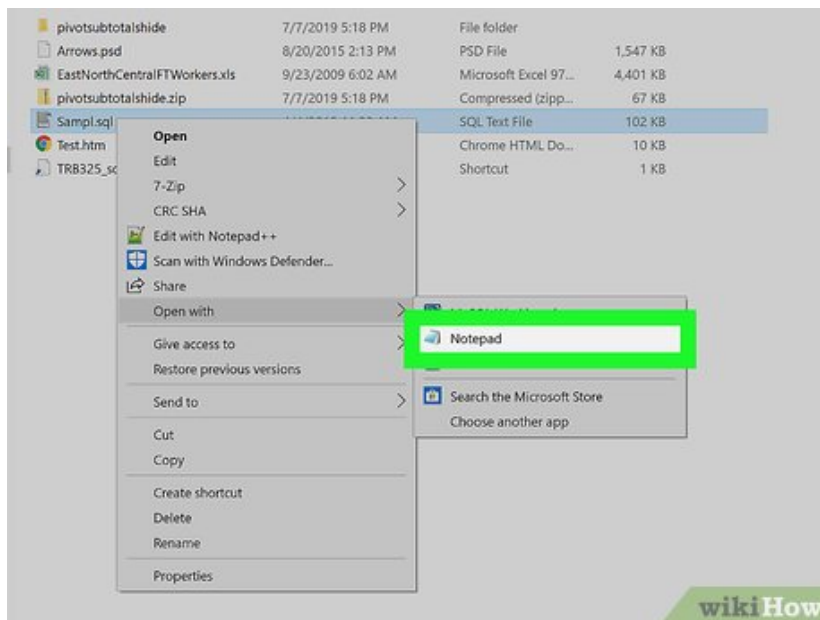 pivotsubtotalshide 7/7/2019 5:18 PM File folder
Arrows.psd 8/20/2015 2:13 PM PSD File 1,547 KB
EastNorthCentralFTWorkers.xls 9/23/2009 6:02 AM Microsoft Excel 97... 4,401 KB
pivotsubtotalshide.zip 7/7/2019 5:18 PM Compressed (zipp... 67 KB
Sampl.sql SQL Text File 102 KB
Test.htm Chrome HTML Do... 10 KB
TRB325_sc Shortcut 1 KB
Open
Edit
7-Zip
CRC SHA
Edit with Notepad++
Scan with Windows Defender...
Share
Open with
Notepad
Give access to
Restore previous versions
Search the Microsoft Store
Send to
Choose another app
Cut
Copy
Create shortcut
Delete
Rename
Properties
wikiHow